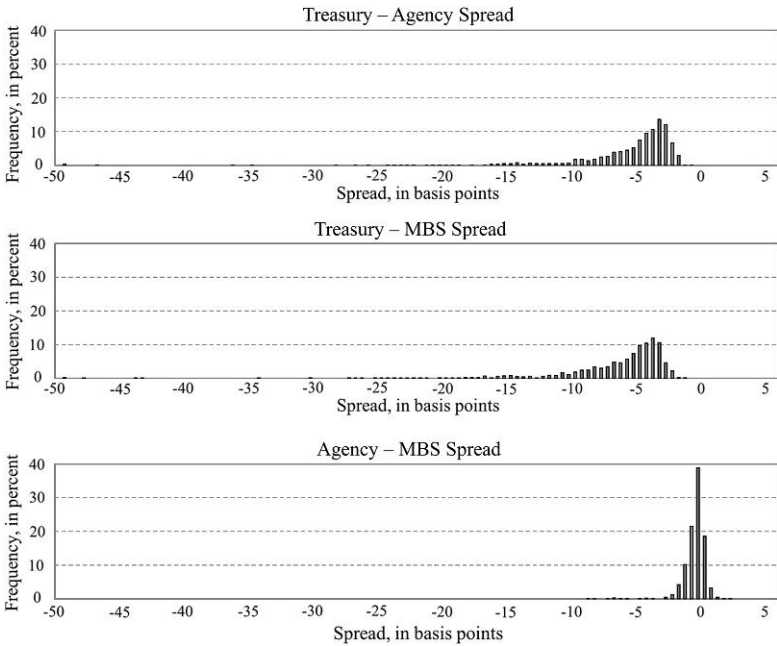 Treasury – Agency Spread
Frequency, in percent
40
30
20
10
0
-50 -45 -40 -35 -30 -25 -20 -15 -10 -5 0 5
Spread, in basis points
Treasury – MBS Spread
Frequency, in percent
40
30
20
10
0
-50 -45 -40 -35 -30 -25 -20 -15 -10 -5 0 5
Spread, in basis points
Agency – MBS Spread
Frequency, in percent
40
30
20
10
0
-50 -45 -40 -35 -30 -25 -20 -15 -10 -5 0 5
Spread, in basis points